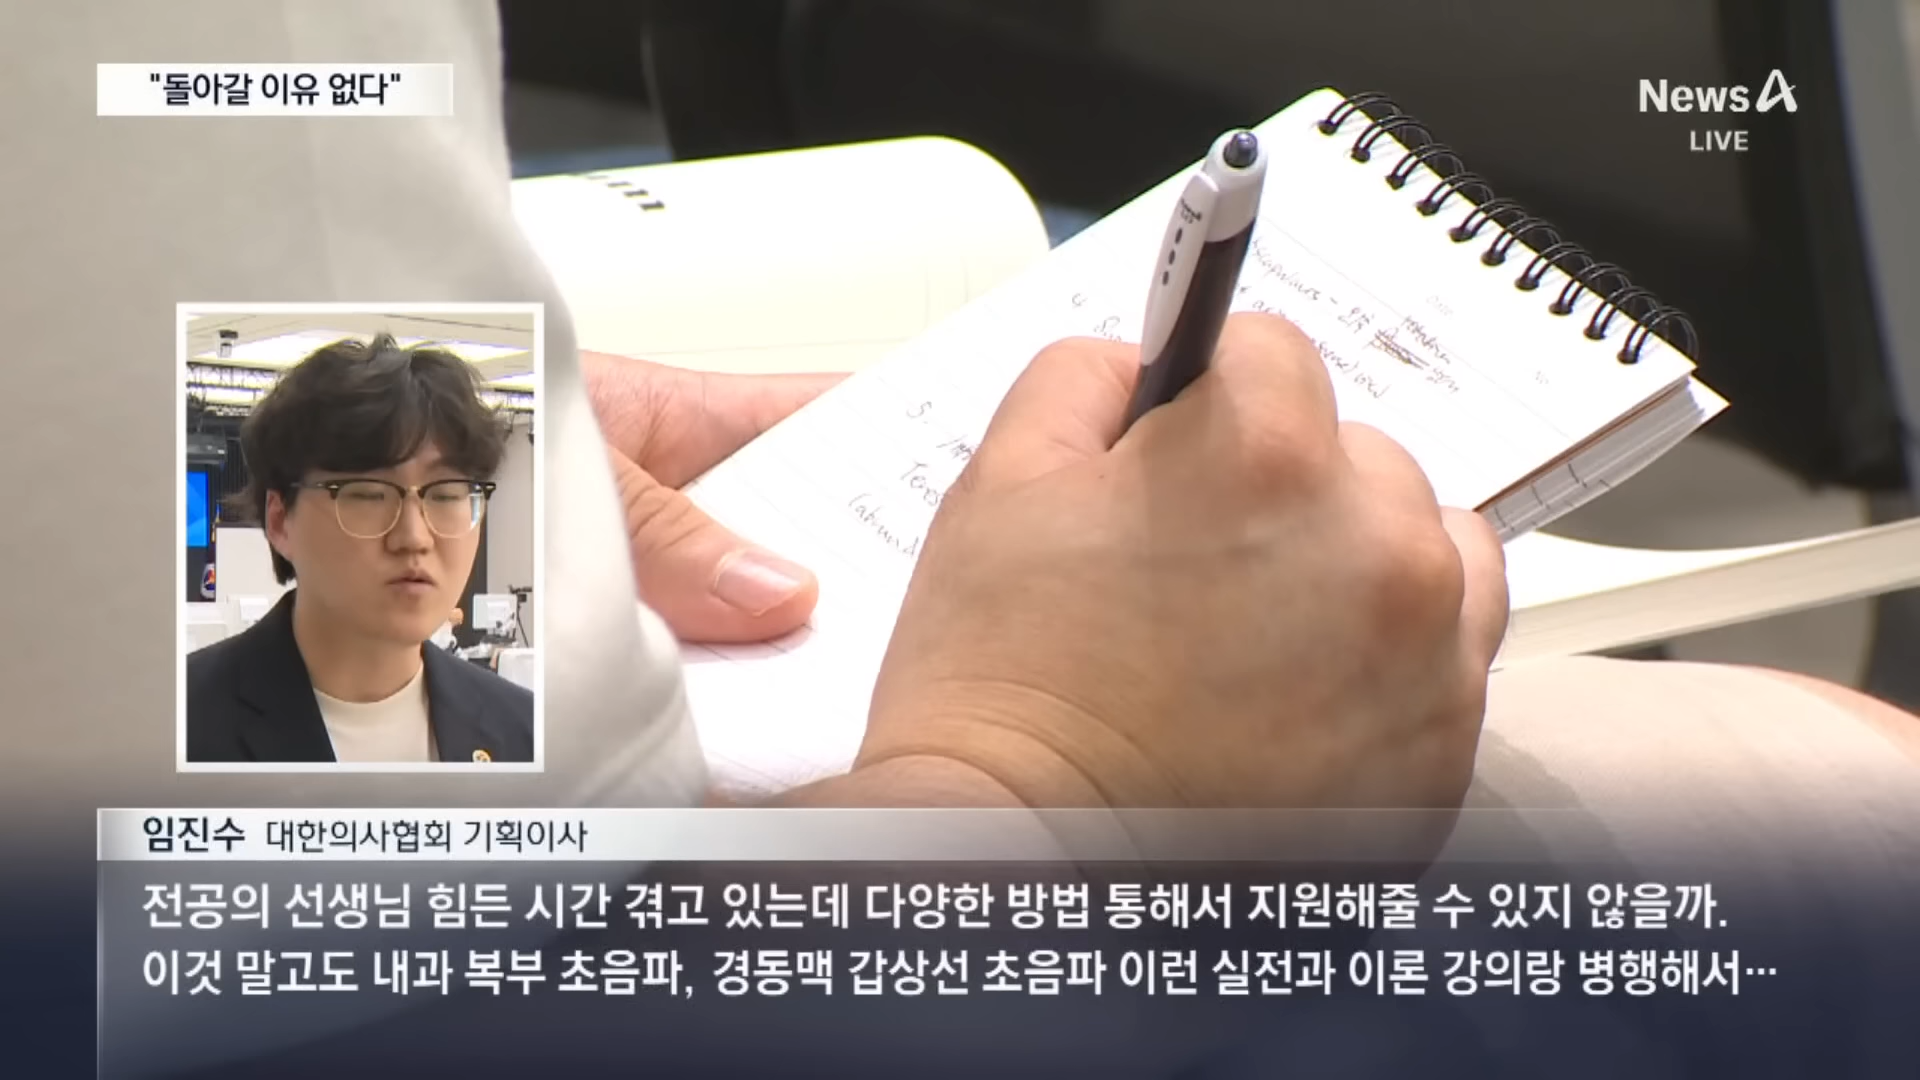 "돌아갈 이유 없다"
News A
LIVE
임진수 대한의사협회 기획이사
전공의 선생님 힘든 시간 겪고 있는데 다양한 방법 통해서 지원해줄 수 있지 않을까.
이것 말고도 내과 복부 초음파, 경동맥 갑상선 초음파 이런 실전과 이론 강의랑 병행해서…